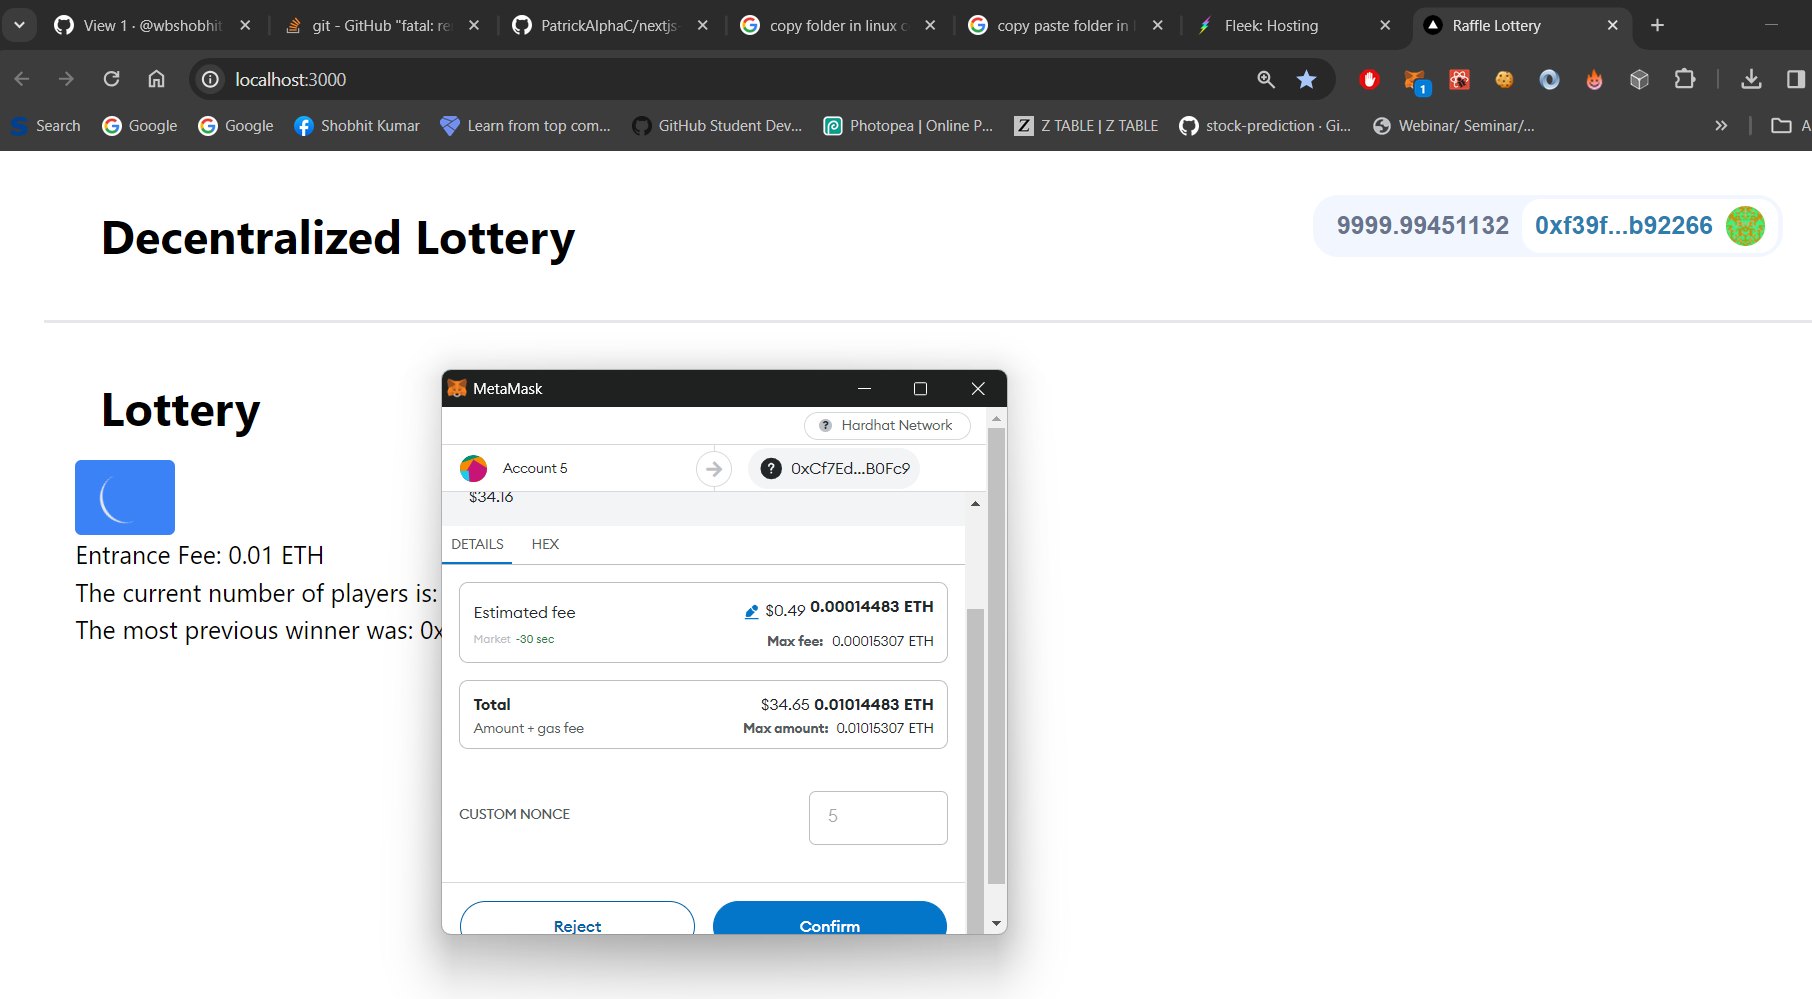 View 1 · @wbshobhit
git - GitHub "fatal: re
PatrickAlphaC/nextjs-
copy folder in linux c
copy paste folder in l
Fleek: Hosting
Raffle Lottery
localhost:3000
1
Search
Google
Google
Shobhit Kumar
Learn from top com...
GitHub Student Dev...
Photopea | Online P...
Z TABLE | Z TABLE
stock-prediction · Gi...
Webinar/ Seminar/...
A
Decentralized Lottery
9999.99451132
0xf39f...b92266
Lottery
Entrance Fee: 0.01 ETH
The current number of players is:
The most previous winner was: 0x
MetaMask
Hardhat Network
Account 5
0xCf7Ed...B0Fc9
$34.16
DETAILS
HEX
Estimated fee
$0.49 0.00014483 ETH
Market ~30 sec
Max fee: 0.00015307 ETH
Total
$34.65 0.01014483 ETH
Amount + gas fee
Max amount: 0.01015307 ETH
CUSTOM NONCE
5
Reject
Confirm